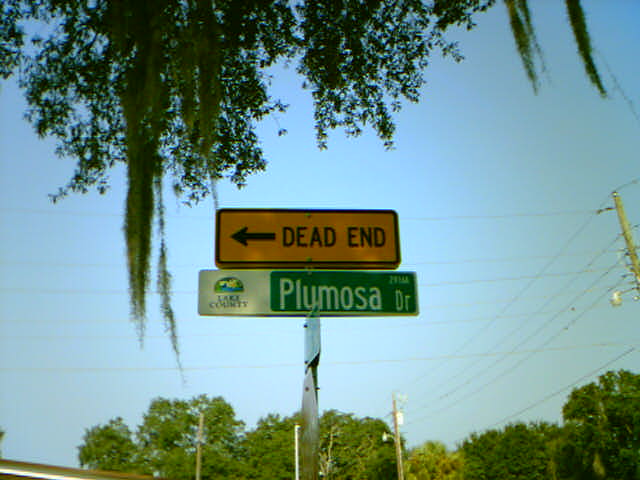 DEAD END
LAKE COUNTY
Plumosa Dr